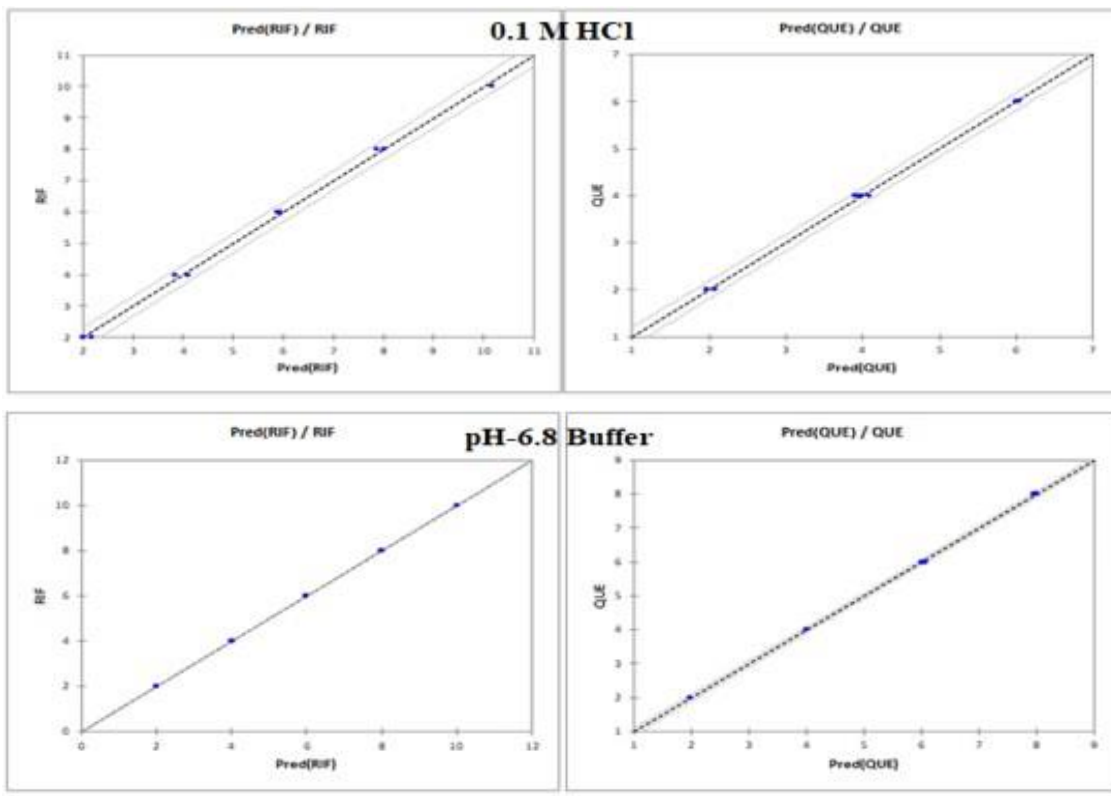 0.1 M HCl
Pred(RIF) / RIF
11
10
9
8
7
6
5
4
3
2
RIF
2 3 4 5 6 7 8 9 10 11
Pred(RIF)
Pred(QUE) / QUE
7
6
5
4
3
2
1
QUE
1 2 3 4 5 6 7
Pred(QUE)
pH-6.8 Buffer
Pred(RIF) / RIF
12
10
8
6
4
2
0
RIF
0 2 4 6 8 10 12
Pred(RIF)
Pred(QUE) / QUE
9
8
7
6
5
4
3
2
1
QUE
1 2 3 4 5 6 7 8 9
Pred(QUE)